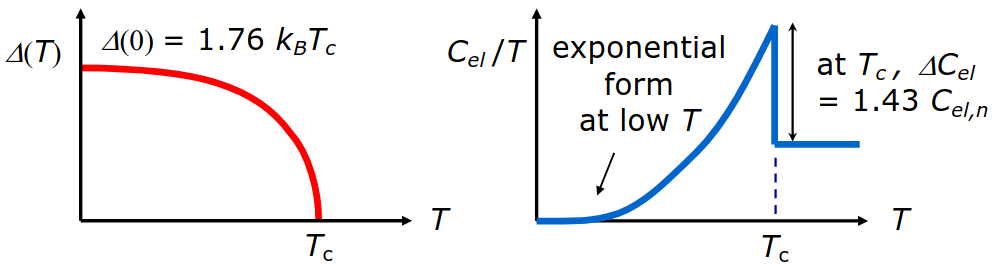 Δ(T)
Δ(0) = 1.76 kBTc
T
Tc
Cel/T
exponential
form
at low T
at Tc , ΔCel
= 1.43 Cel,n
T
Tc